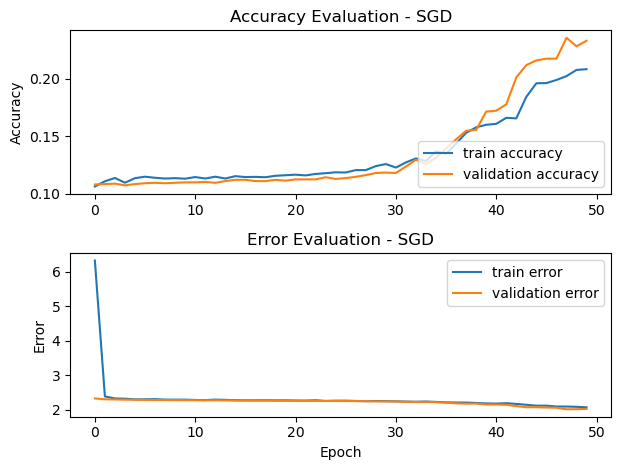 Accuracy Evaluation - SGD
Accuracy
0.20
0.15
0.10
train accuracy
validation accuracy
0 10 20 30 40 50
Error Evaluation - SGD
Error
6
5
4
3
2
train error
validation error
0 10 20 30 40 50
Epoch